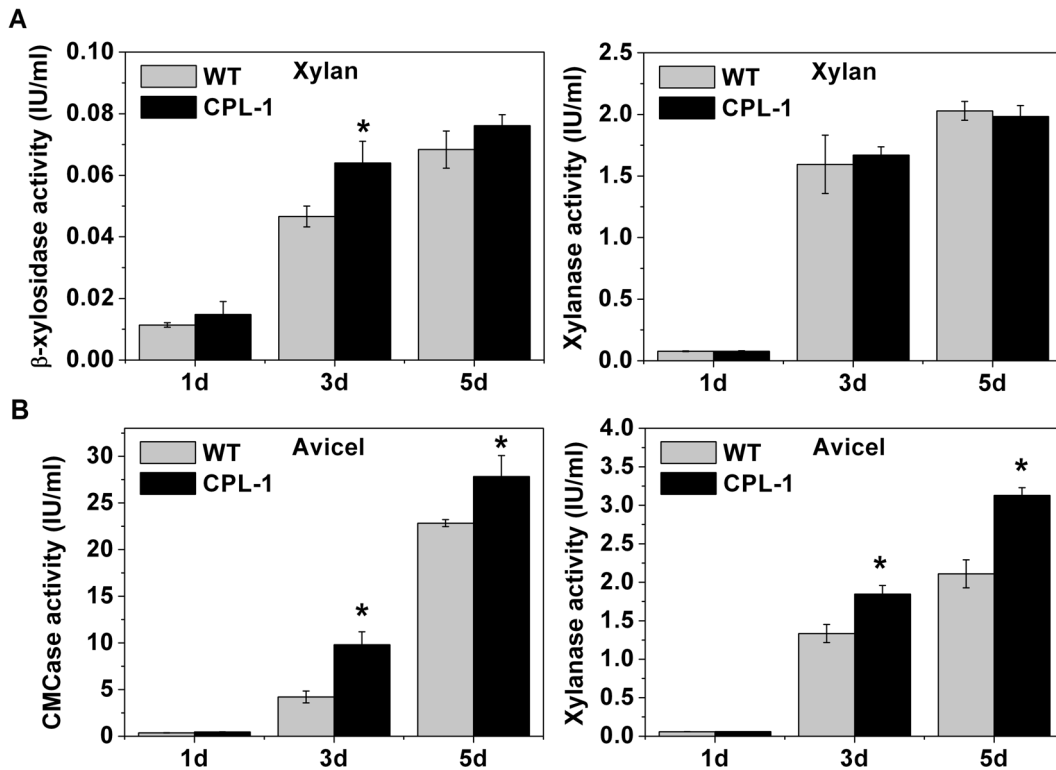 A
β-xylosidase activity (IU/ml)
0.10
0.08
0.06
0.04
0.02
0.00
WT
CPL-1
Xylan
*
1d 3d 5d
Xylanase activity (IU/ml)
2.5
2.0
1.5
1.0
0.5
0.0
WT
CPL-1
Xylan
1d 3d 5d
B
CMCase activity (IU/ml)
30
25
20
15
10
5
0
WT
CPL-1
Avicel
*
*
1d 3d 5d
Xylanase activity (IU/ml)
4.0
3.5
3.0
2.5
2.0
1.5
1.0
0.5
0.0
WT
CPL-1
Avicel
*
*
1d 3d 5d